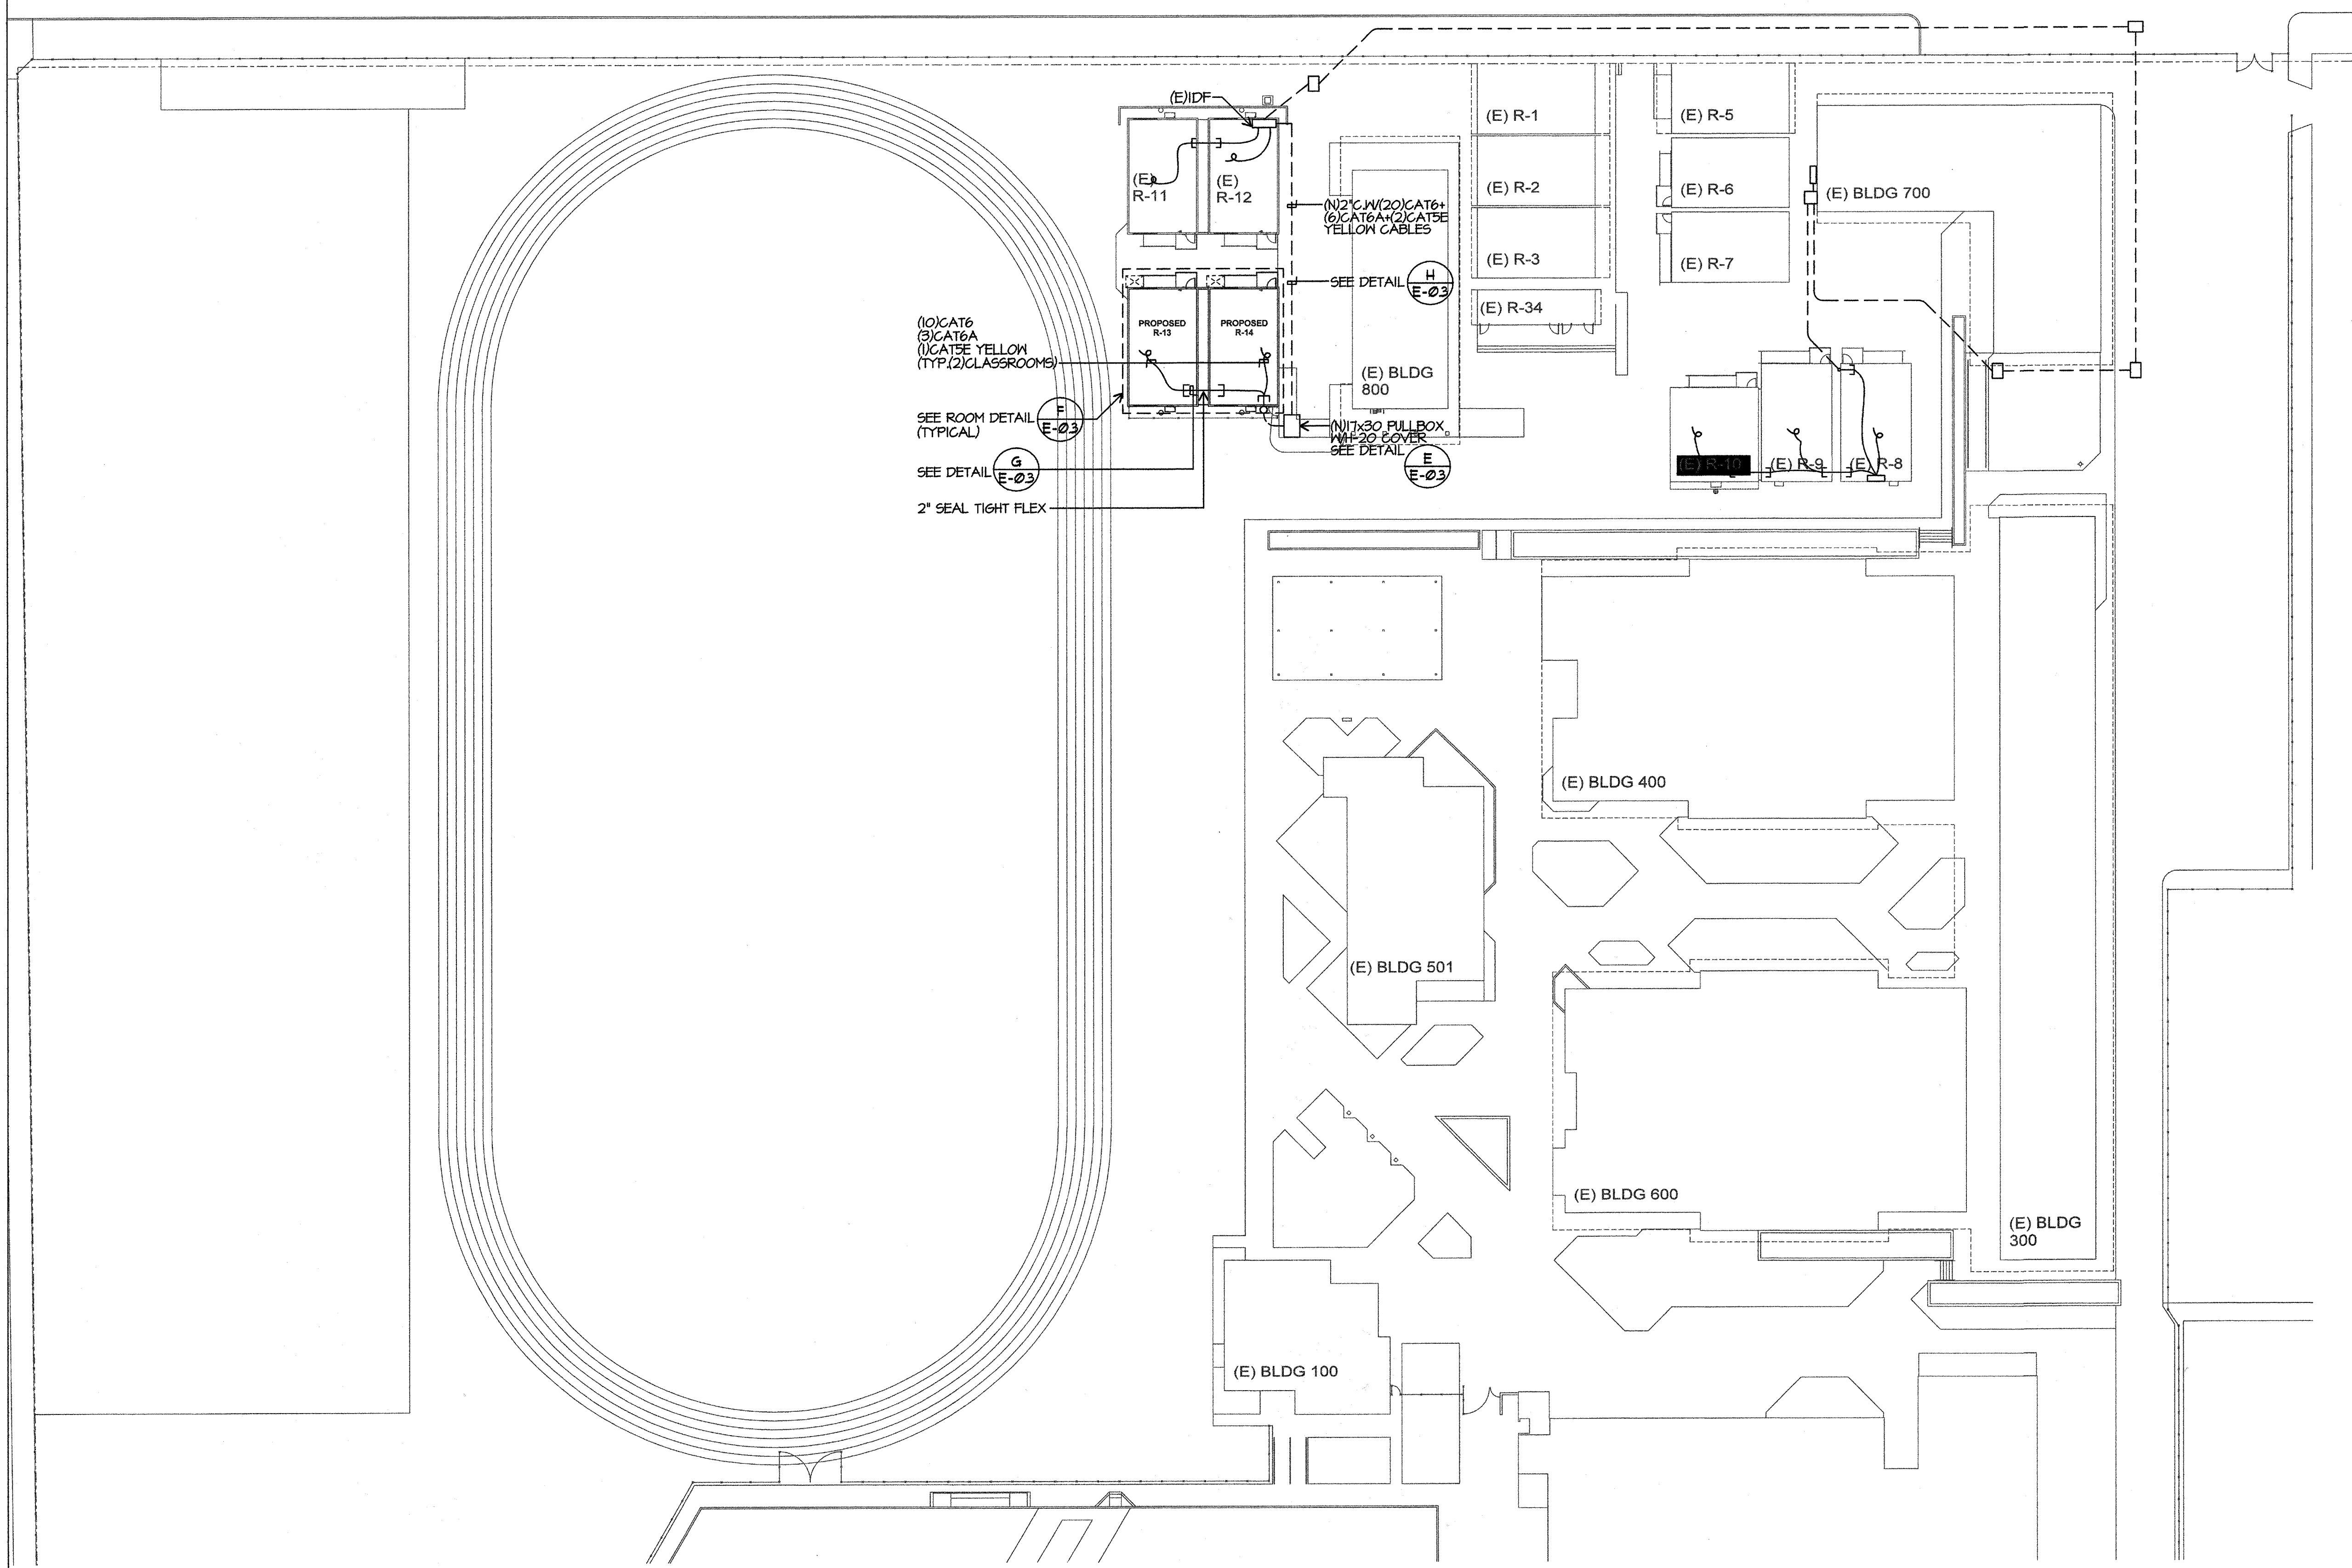 (E)IDF
(E) R-1
(E) R-5
(E)
R-11
(E)
R-12
(E) R-2
(E) R-6
(E) BLDG 700
(N)2"C.W/(20)CAT6+
(6)CAT6A+(2)CAT5E
YELLOW CABLES
(E) R-3
(E) R-7
SEE DETAIL
H
E-03
(E) R-34
PROPOSED
R-13
PROPOSED
R-14
(10)CAT6
(3)CAT6A
(1)CAT5E YELLOW
(TYP.(2)CLASSROOMS)
(E) BLDG
800
SEE ROOM DETAIL
(TYPICAL)
F
E-03
(N)17x30 PULLBOX
W/H-20 COVER
SEE DETAIL
E
E-03
SEE DETAIL
G
E-03
(E) R-10
(E) R-9
(E) R-8
2" SEAL TIGHT FLEX
(E) BLDG 400
(E) BLDG 501
(E) BLDG 600
(E) BLDG
300
(E) BLDG 100